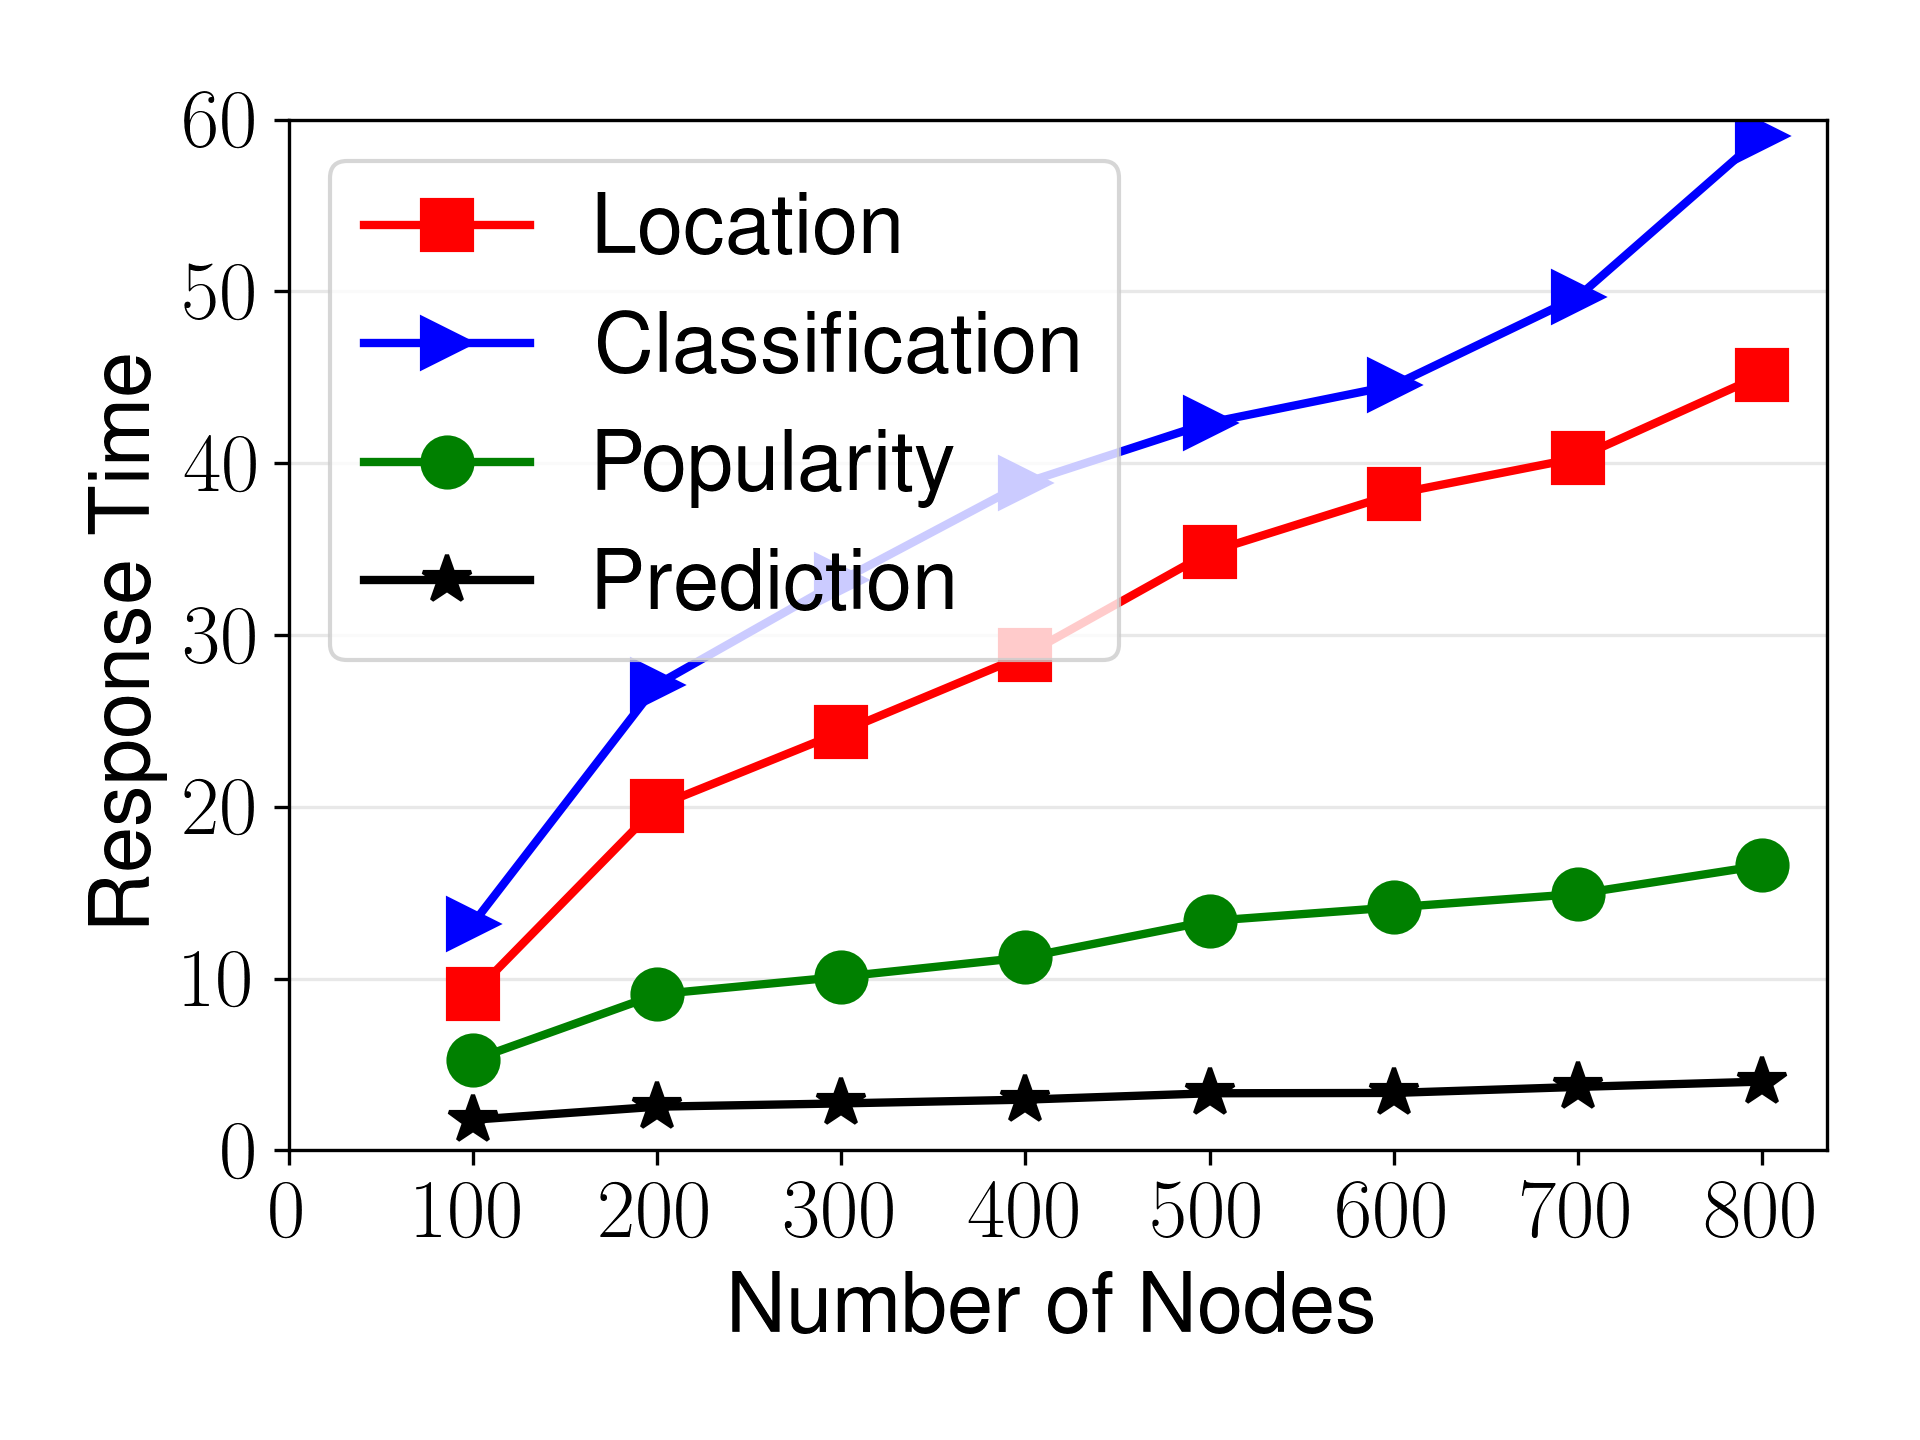 60
50
40
30
20
10
0
Response Time
Location
Classification
Popularity
Prediction
0 100 200 300 400 500 600 700 800
Number of Nodes